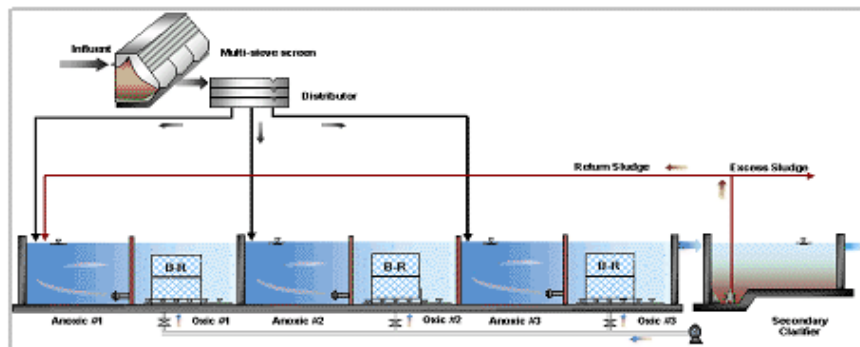 Influent
Multi-sieve screen
Distributor
Return Sludge
Excess Sludge
B-R
B-R
B-R
Anoxic #1
Oxic #1
Anoxic #2
Oxic #2
Anoxic #3
Oxic #3
Secondary
Clarifier